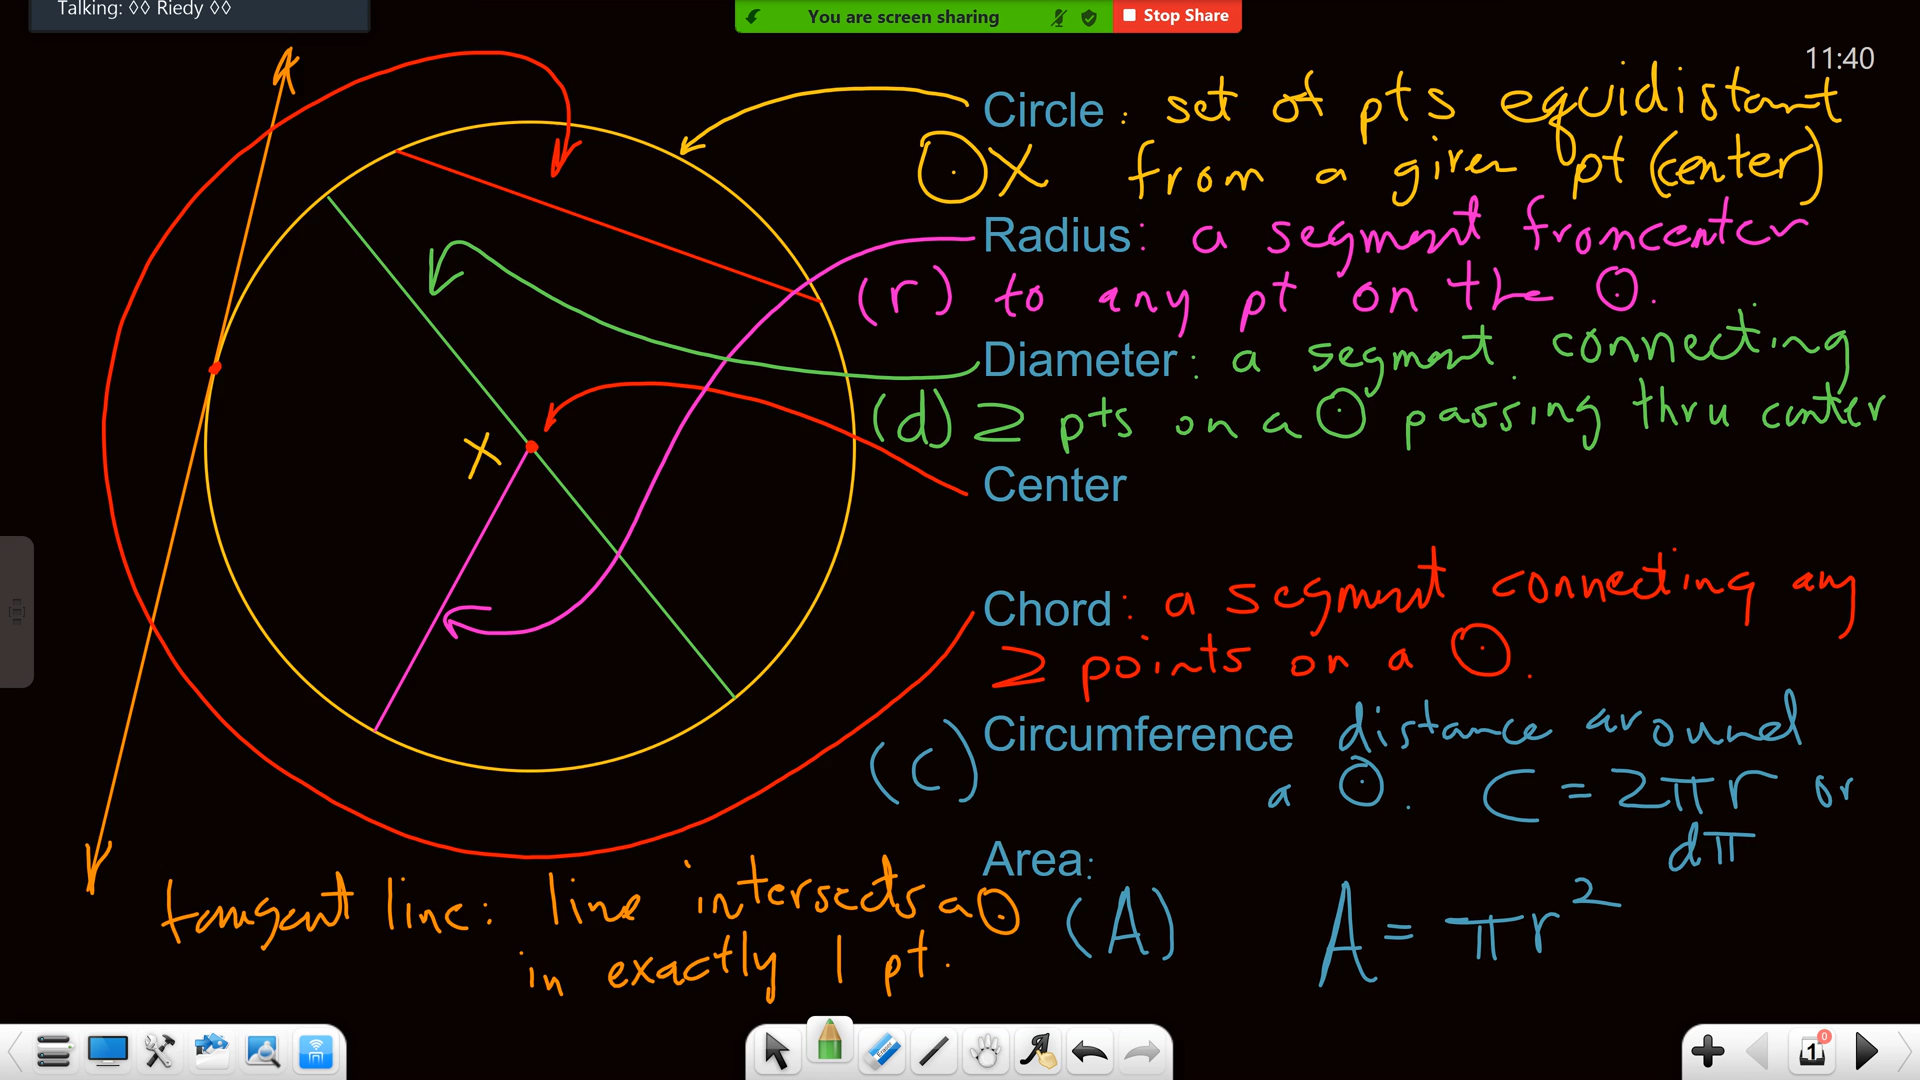 Talking: ◊◊ Riedy ◊◊
You are screen sharing
Stop Share
11:40
Circle : set of pts equidistant
⊙X from a given pt (center)
Radius: a segment from center
(r) to any pt on the ⊙.
Diameter : a segment connecting
(d) 2 pts on a ⊙ passing thru center
X
Center
Chord : a segment connecting any
2 points on a ⊙.
Circumference distance around
(C) a ⊙. C = 2πr or
dπ
Area:
(A) A = πr²
tangent line: line intersects a ⊙
in exactly 1 pt.
Eraser
A
1
0